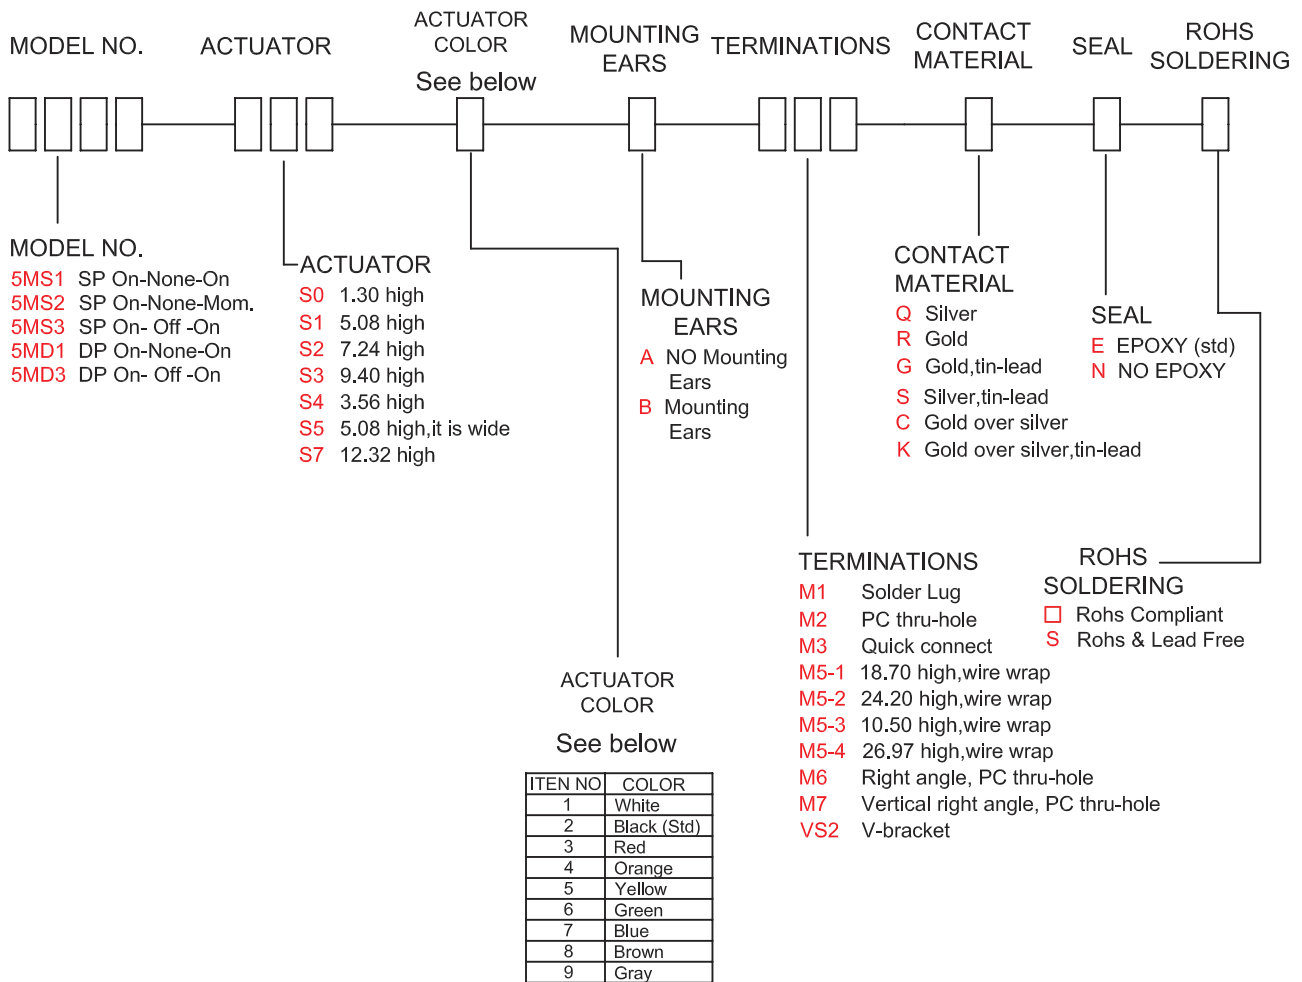 MODEL NO.
ACTUATOR
ACTUATOR
COLOR
See below
MOUNTING
EARS
TERMINATIONS
CONTACT
MATERIAL
SEAL
ROHS
SOLDERING
MODEL NO.
5MS1 SP On-None-On
5MS2 SP On-None-Mom.
5MS3 SP On- Off -On
5MD1 DP On-None-On
5MD3 DP On- Off -On
ACTUATOR
S0 1.30 high
S1 5.08 high
S2 7.24 high
S3 9.40 high
S4 3.56 high
S5 5.08 high,it is wide
S7 12.32 high
ACTUATOR
COLOR
See below
ITEN NO COLOR
1 White
2 Black (Std)
3 Red
4 Orange
5 Yellow
6 Green
7 Blue
8 Brown
9 Gray
MOUNTING
EARS
A NO Mounting
Ears
B Mounting
Ears
TERMINATIONS
M1 Solder Lug
M2 PC thru-hole
M3 Quick connect
M5-1 18.70 high,wire wrap
M5-2 24.20 high,wire wrap
M5-3 10.50 high,wire wrap
M5-4 26.97 high,wire wrap
M6 Right angle, PC thru-hole
M7 Vertical right angle, PC thru-hole
VS2 V-bracket
CONTACT
MATERIAL
Q Silver
R Gold
G Gold,tin-lead
S Silver,tin-lead
C Gold over silver
K Gold over silver,tin-lead
SEAL
E EPOXY (std)
N NO EPOXY
ROHS
SOLDERING
□ Rohs Compliant
S Rohs & Lead Free